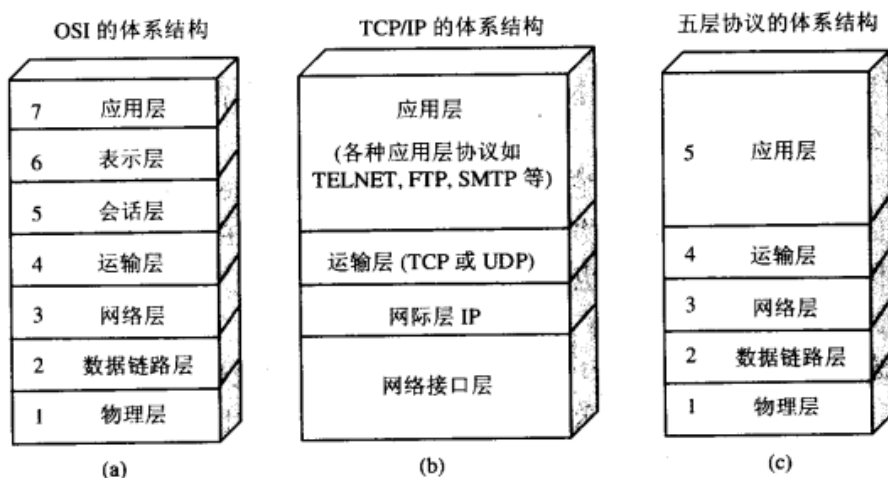 OSI 的体系结构
7 应用层
6 表示层
5 会话层
4 运输层
3 网络层
2 数据链路层
1 物理层
(a)
TCP/IP 的体系结构
应用层
(各种应用层协议如
TELNET, FTP, SMTP 等)
运输层 (TCP 或 UDP)
网际层 IP
网络接口层
(b)
五层协议的体系结构
5 应用层
4 运输层
3 网络层
2 数据链路层
1 物理层
(c)